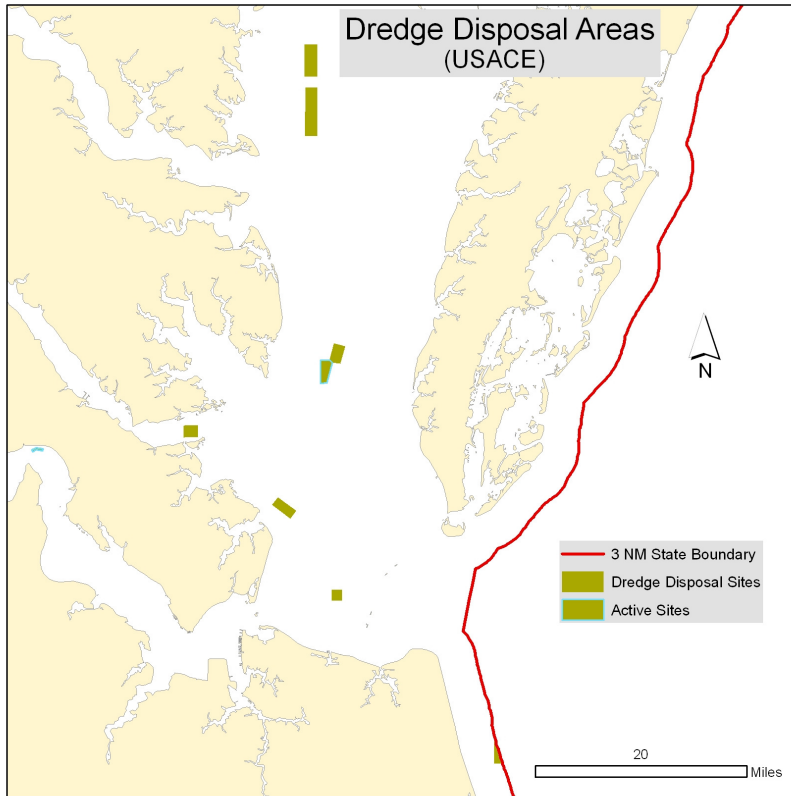 Dredge Disposal Areas
(USACE)
N
3 NM State Boundary
Dredge Disposal Sites
Active Sites
20
Miles